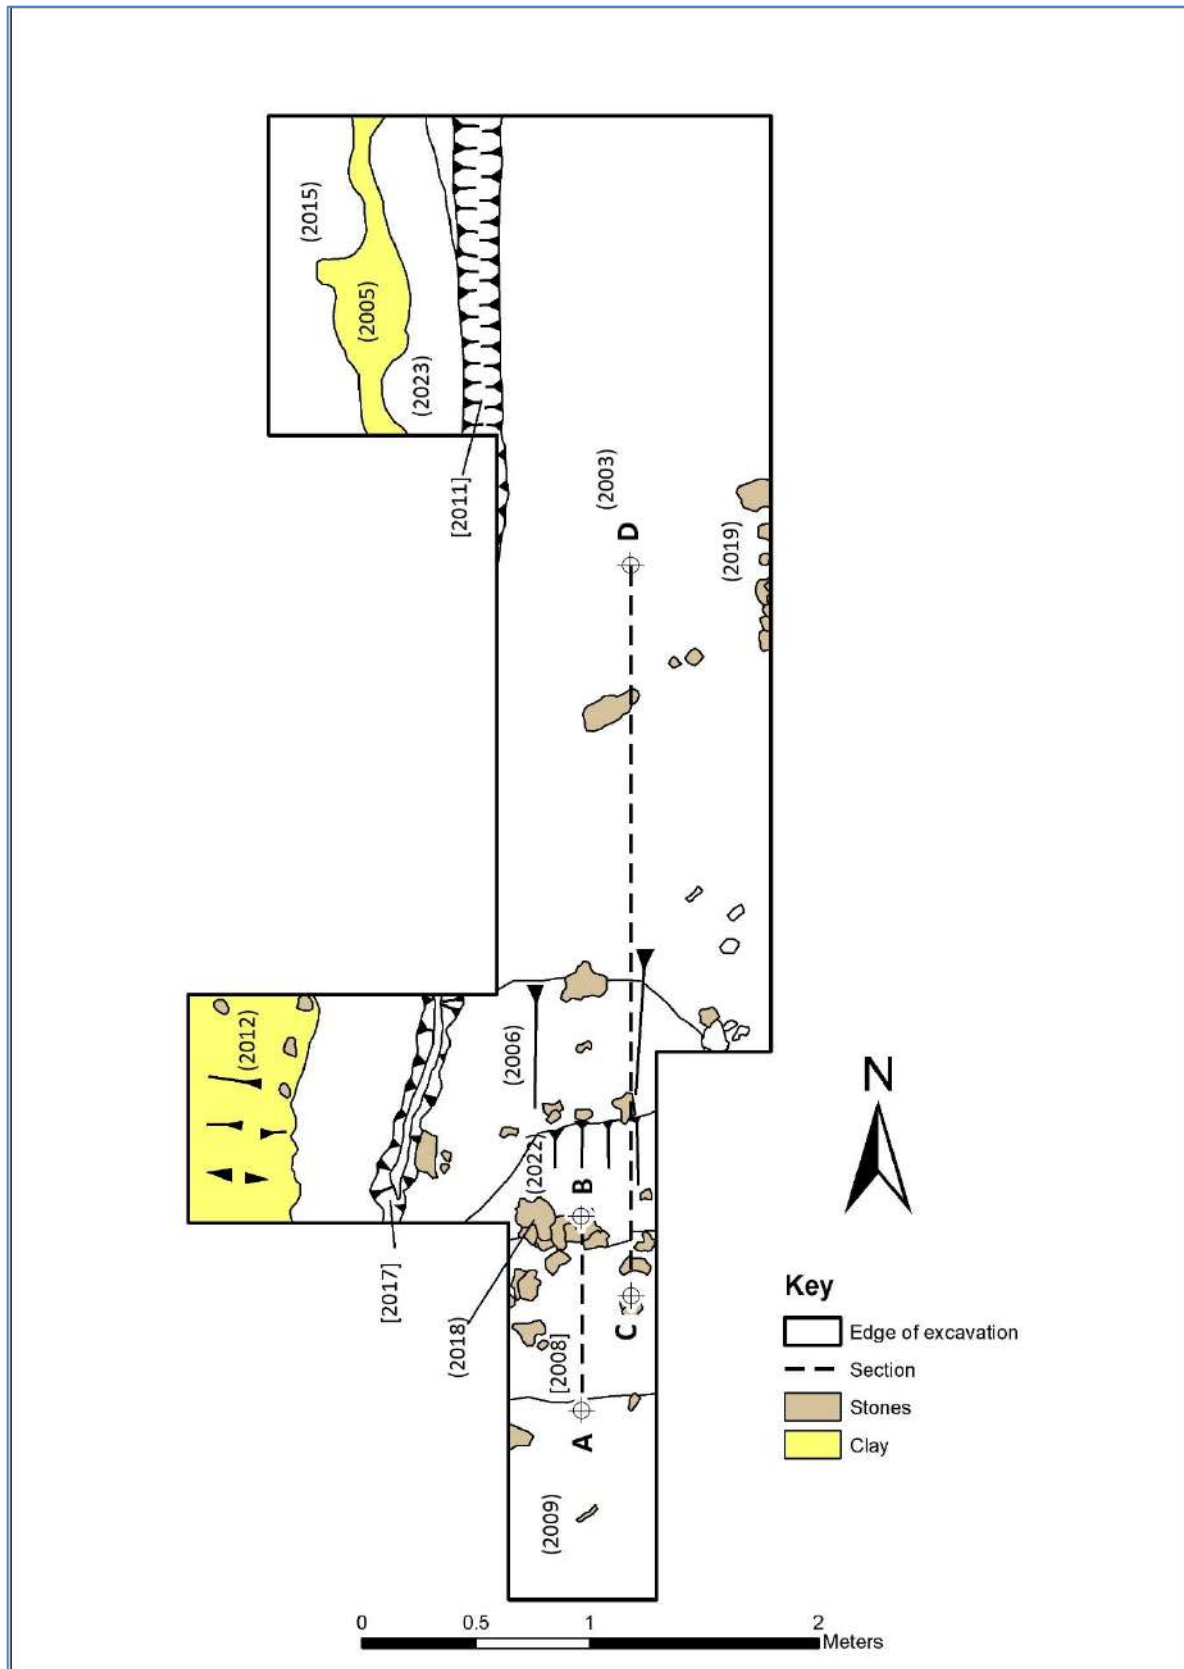 (2015)
(2005)
(2023)
[2011]
(2003)
D
(2019)
(2012)
(2006)
(2022)
B
[2017]
(2018)
C
[2008]
A
(2009)
N
Key
Edge of excavation
Section
Stones
Clay
0 0.5 1 2
Meters